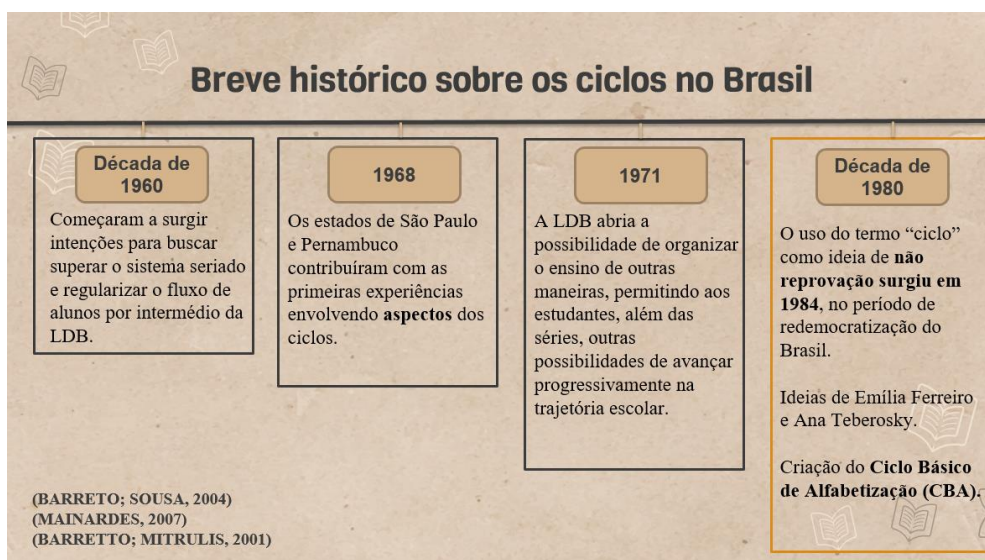 Breve histórico sobre os ciclos no Brasil
Década de
1960
Começaram a surgir
intenções para buscar
superar o sistema seriado
e regularizar o fluxo de
alunos por intermédio da
LDB.
1968
Os estados de São Paulo
e Pernambuco
contribuíram com as
primeiras experiências
envolvendo aspectos dos
ciclos.
1971
A LDB abria a
possibilidade de organizar
o ensino de outras
maneiras, permitindo aos
estudantes, além das
séries, outras
possibilidades de avançar
progressivamente na
trajetória escolar.
Década de
1980
O uso do termo “ciclo”
como ideia de não
reprovação surgiu em
1984, no período de
redemocratização do
Brasil.
Ideias de Emília Ferreiro
e Ana Teberosky.
Criação do Ciclo Básico
de Alfabetização (CBA).
(BARRETO; SOUSA, 2004)
(MAINARDES, 2007)
(BARRETTO; MITRULIS, 2001)